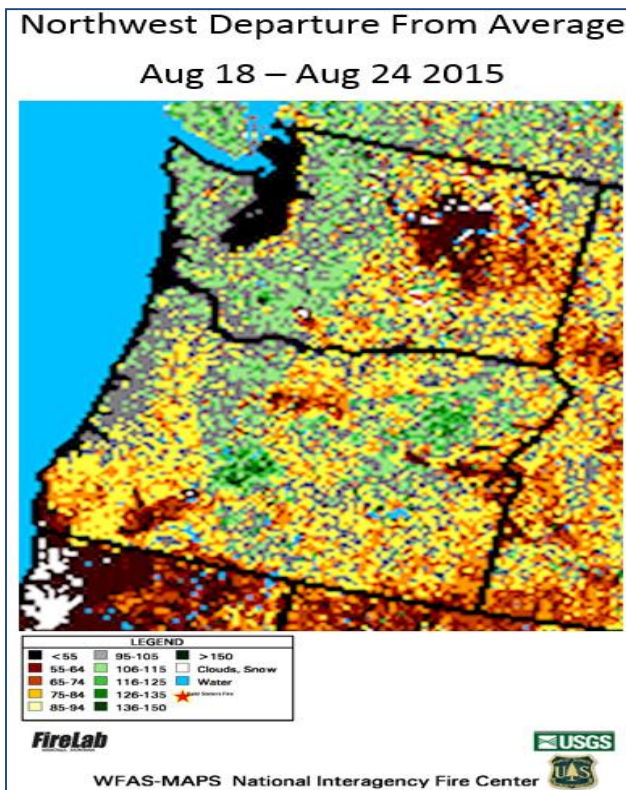 Northwest Departure From Average
Aug 18 – Aug 24 2015
LEGEND
<55 95-105 >150
55-64 106-115 Clouds, Snow
65-74 116-125 Water
75-84 126-135
85-94 136-150
FireLab
USGS
WFAS-MAPS National Interagency Fire Center
UAS